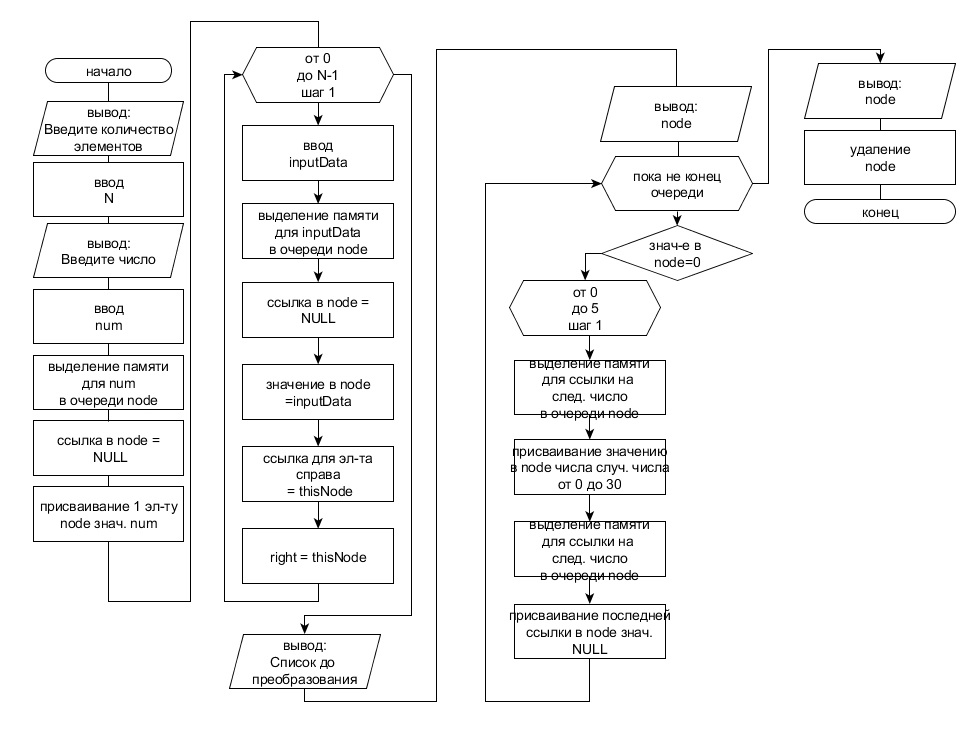 начало
вывод:
Введите количество
элементов
ввод
N
вывод:
Введите число
ввод
num
выделение памяти
для num
в очереди node
ссылка в node =
NULL
присваивание 1 эл-ту
node знач. num
от 0
до N-1
шаг 1
ввод
inputData
выделение памяти
для inputData
в очереди node
ссылка в node =
NULL
значение в node
=inputData
ссылка для эл-та
справа
= thisNode
right = thisNode
вывод:
Список до
преобразования
вывод:
node
пока не конец
очереди
знач-е в
node=0
от 0
до 5
шаг 1
выделение памяти
для ссылки на
след. число
в очереди node
присваивание значению
в node числа случ. числа
от 0 до 30
выделение памяти
для ссылки на
след. число
в очереди node
присваивание последней
ссылки в node знач.
NULL
вывод:
node
удаление
node
конец